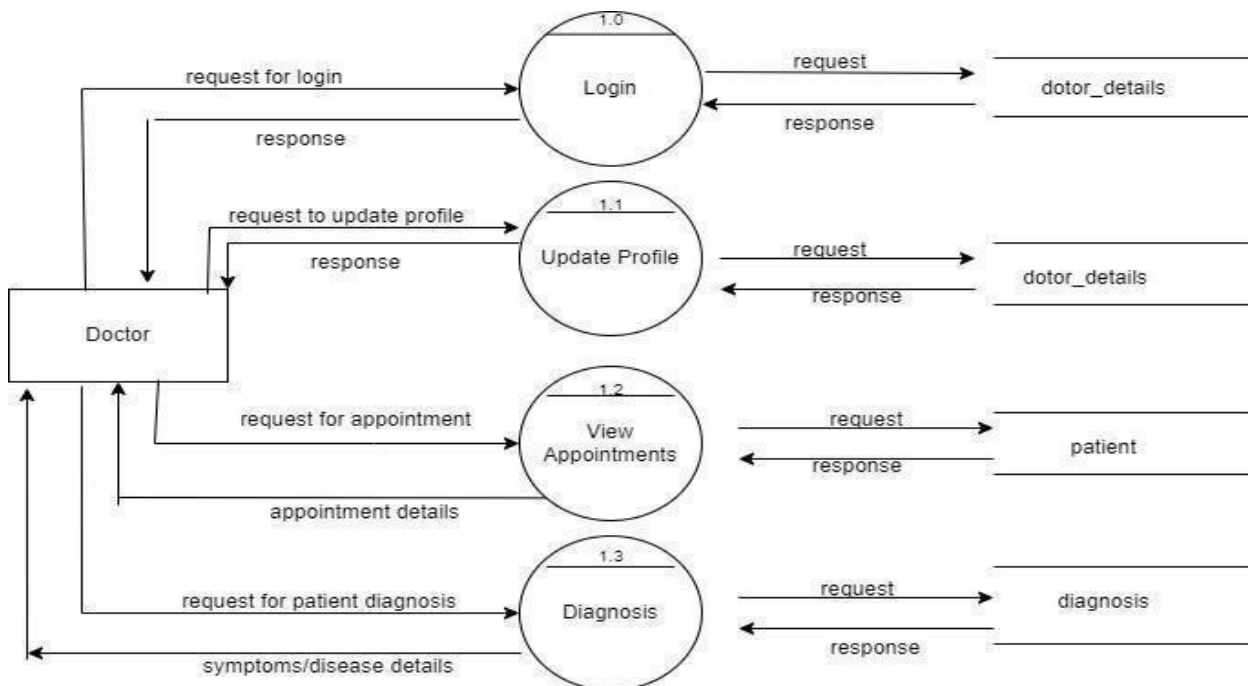 1.0
request for login
Login
request
dotor_details
response
response
1.1
request to update profile
Update Profile
request
dotor_details
response
response
Doctor
1.2
request for appointment
View
Appointments
request
patient
response
appointment details
1.3
request for patient diagnosis
Diagnosis
request
diagnosis
response
symptoms/disease details